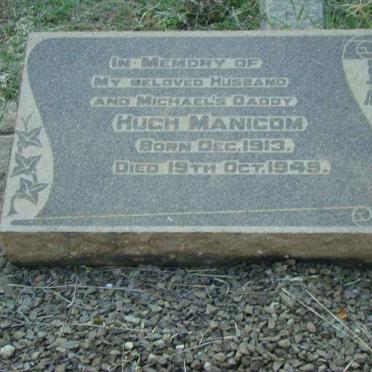 In Memory of
My beloved Husband
and Michael's Daddy
Hugh Manicom
Born Dec. 1913.
Died 19th Oct. 1949.